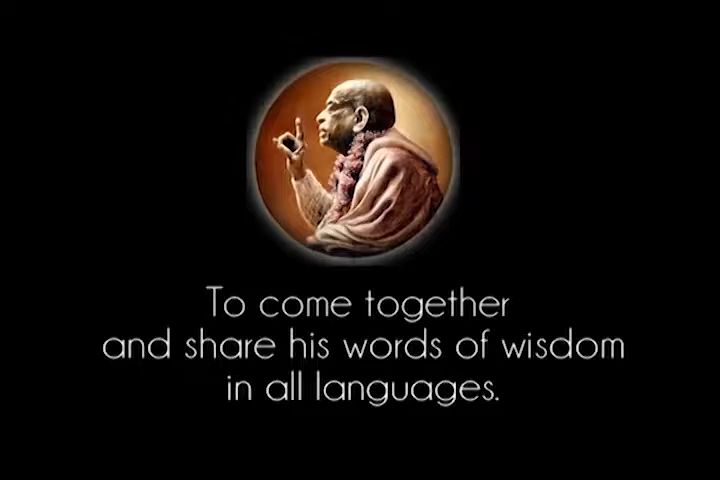 To come together
and share his words of wisdom
in all languages.